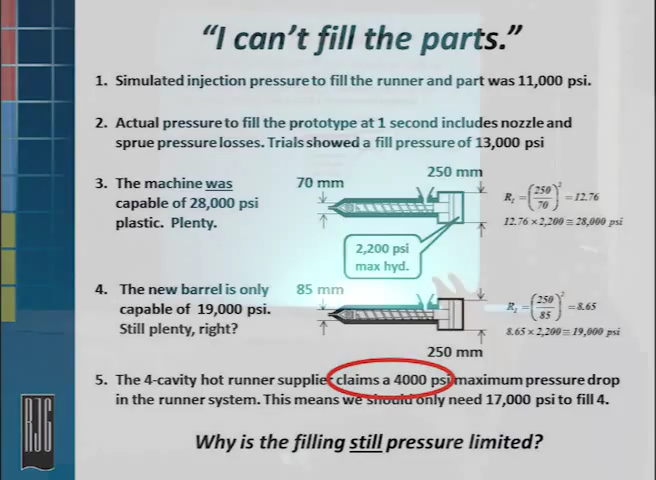 “I can’t fill the parts.”
1. Simulated injection pressure to fill the runner and part was 11,000 psi.
2. Actual pressure to fill the prototype at 1 second includes nozzle and
sprue pressure losses. Trials showed a fill pressure of 13,000 psi
3. The machine was
capable of 28,000 psi
plastic. Plenty.
70 mm
250 mm
2,200 psi
max hyd.
R₁ = (250/70)² = 12.76
12.76 × 2,200 ≅ 28,000 psi
4. The new barrel is only
capable of 19,000 psi.
Still plenty, right?
85 mm
250 mm
R₂ = (250/85)² = 8.65
8.65 × 2,200 ≅ 19,000 psi
5. The 4-cavity hot runner supplier claims a 4000 psi maximum pressure drop
in the runner system. This means we should only need 17,000 psi to fill 4.
Why is the filling still pressure limited?
RJG